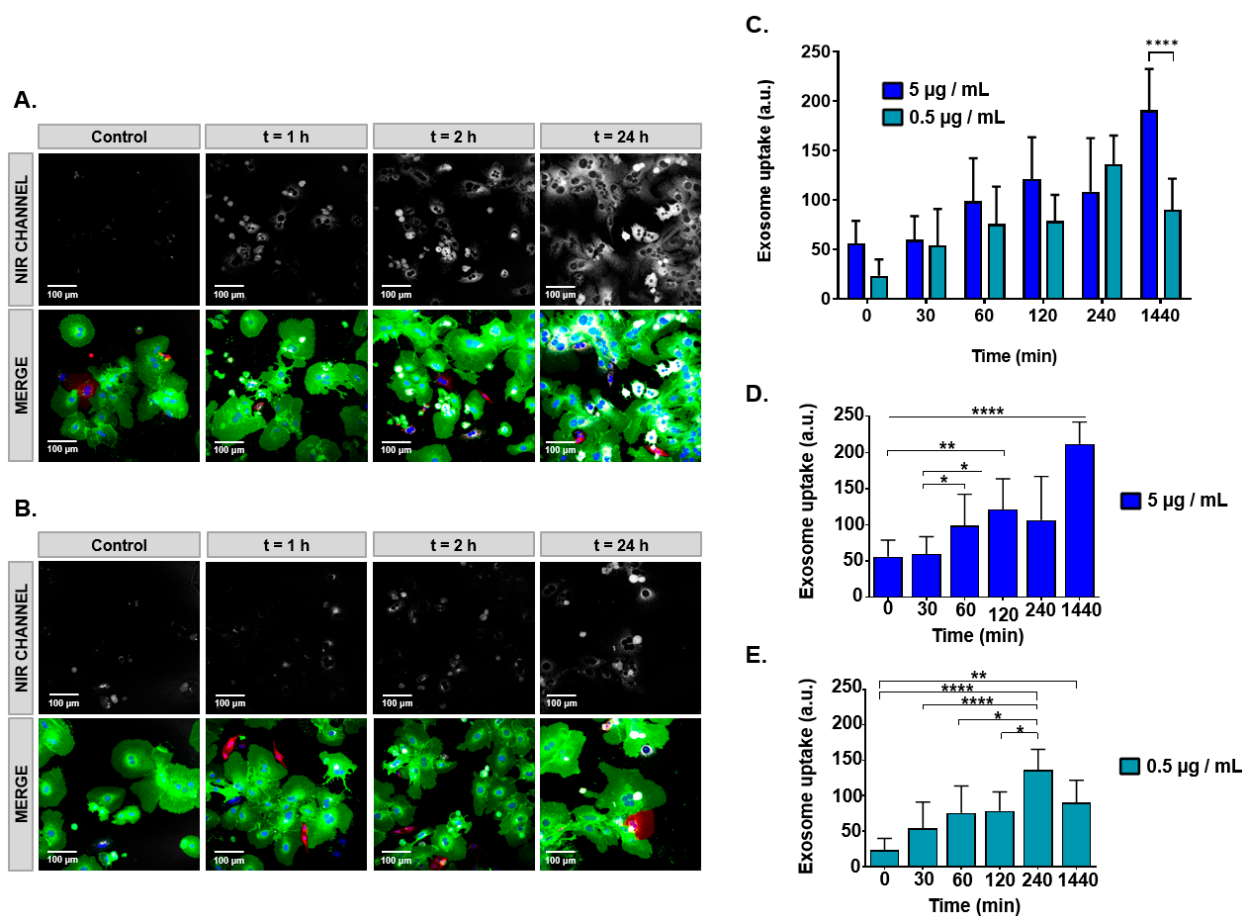 A.
Control
t = 1 h
t = 2 h
t = 24 h
NIR CHANNEL
100 µm
100 µm
100 µm
100 µm
MERGE
100 µm
100 µm
100 µm
100 µm
B.
Control
t = 1 h
t = 2 h
t = 24 h
NIR CHANNEL
100 µm
100 µm
100 µm
100 µm
MERGE
100 µm
100 µm
100 µm
100 µm
C.
Exosome uptake (a.u.)
250
200
150
100
50
0
5 µg / mL
0.5 µg / mL
****
0 30 60 120 240 1440
Time (min)
D.
Exosome uptake (a.u.)
250
200
150
100
50
0
****
**
*
*
0 30 60 120 240 1440
Time (min)
5 µg / mL
E.
Exosome uptake (a.u.)
250
200
150
100
50
0
**
****
****
*
*
0 30 60 120 240 1440
Time (min)
0.5 µg / mL